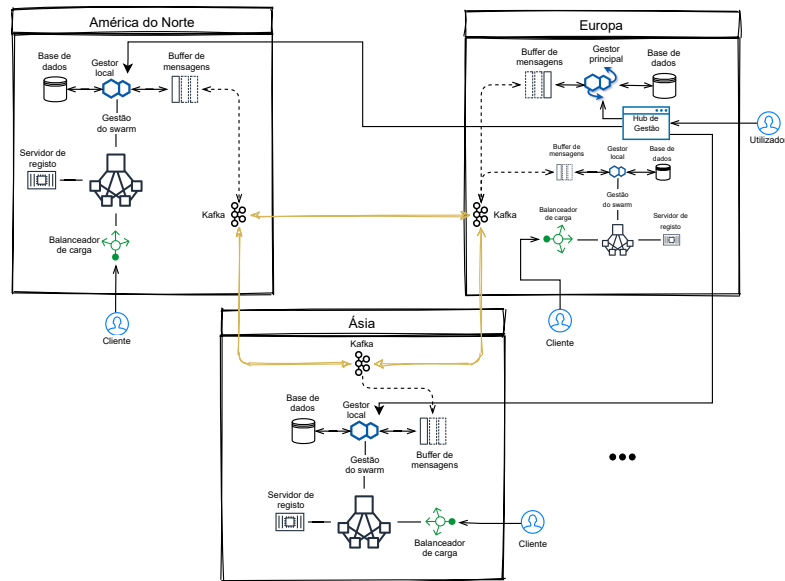 América do Norte
Base de
dados
Gestor
local
Buffer de
mensagens
Gestão
do swarm
Servidor de
registo
Kafka
Balanceador
de carga
Cliente
Europa
Buffer de
mensagens
Gestor
principal
Base de
dados
Hub de
Gestão
Utilizador
Buffer de
mensagens
Gestor
local
Base de
dados
Gestão
do swarm
Kafka
Balanceador
de carga
Servidor de
registo
Cliente
Ásia
Kafka
Base de
dados
Gestor
local
Buffer de
mensagens
Gestão
do swarm
Servidor de
registo
Balanceador
de carga
Cliente